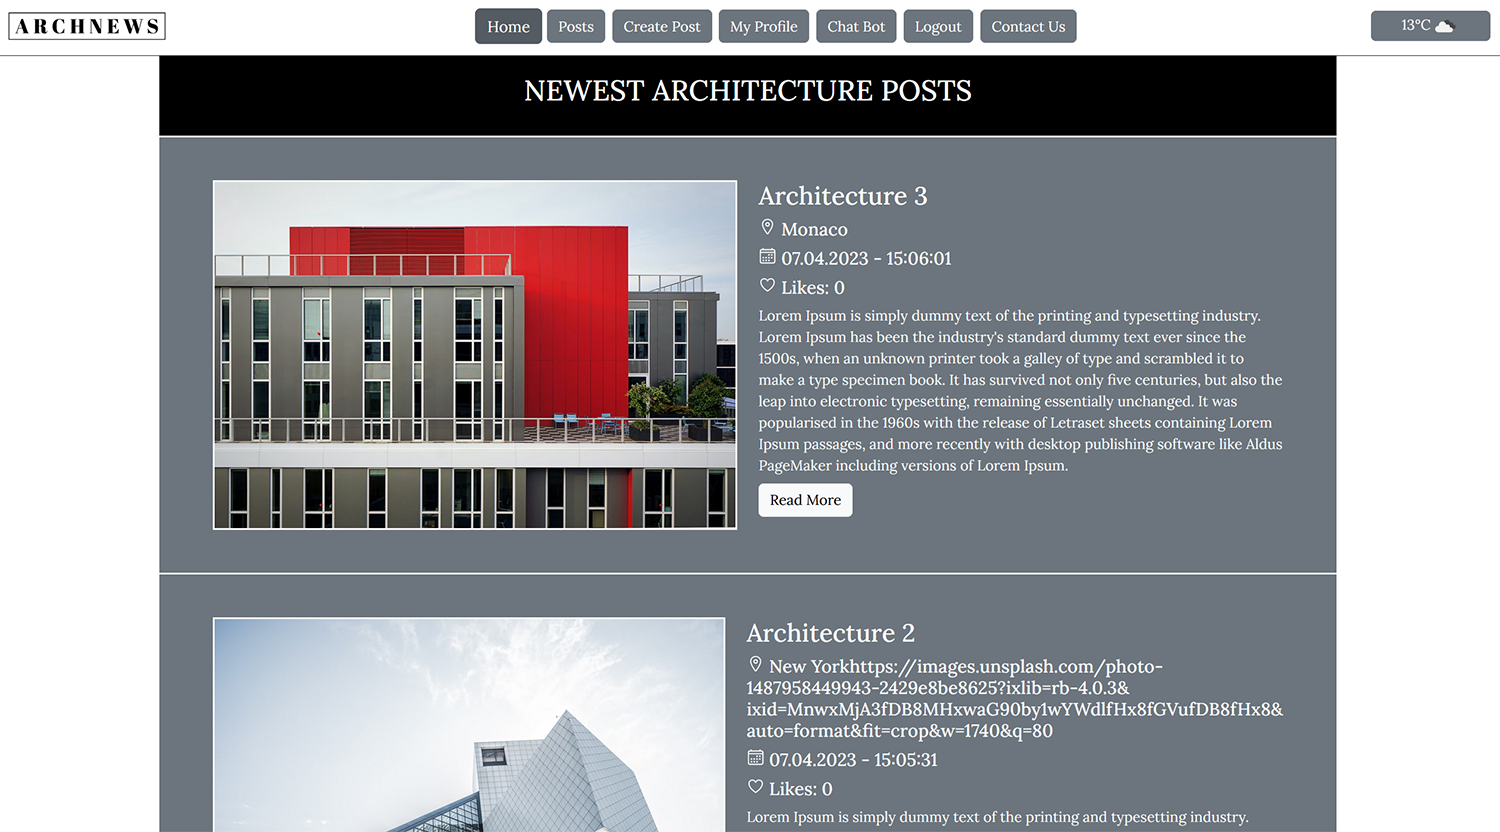 ARCHNEWS
Home
Posts
Create Post
My Profile
Chat Bot
Logout
Contact Us
13°C
NEWEST ARCHITECTURE POSTS
Architecture 3
Monaco
07.04.2023 - 15:06:01
Likes: 0
Lorem Ipsum is simply dummy text of the printing and typesetting industry.
Lorem Ipsum has been the industry's standard dummy text ever since the
1500s, when an unknown printer took a galley of type and scrambled it to
make a type specimen book. It has survived not only five centuries, but also the
leap into electronic typesetting, remaining essentially unchanged. It was
popularised in the 1960s with the release of Letraset sheets containing Lorem
Ipsum passages, and more recently with desktop publishing software like Aldus
PageMaker including versions of Lorem Ipsum.
Read More
Architecture 2
New Yorkhttps://images.unsplash.com/photo-
1487958449943-2429e8be8625?ixlib=rb-4.0.3&
ixid=MnwxMjA3fDB8MHxwaG90by1wYWdlfHx8fGVufDB8fHx8&
auto=format&fit=crop&w=1740&q=80
07.04.2023 - 15:05:31
Likes: 0
Lorem Ipsum is simply dummy text of the printing and typesetting industry.